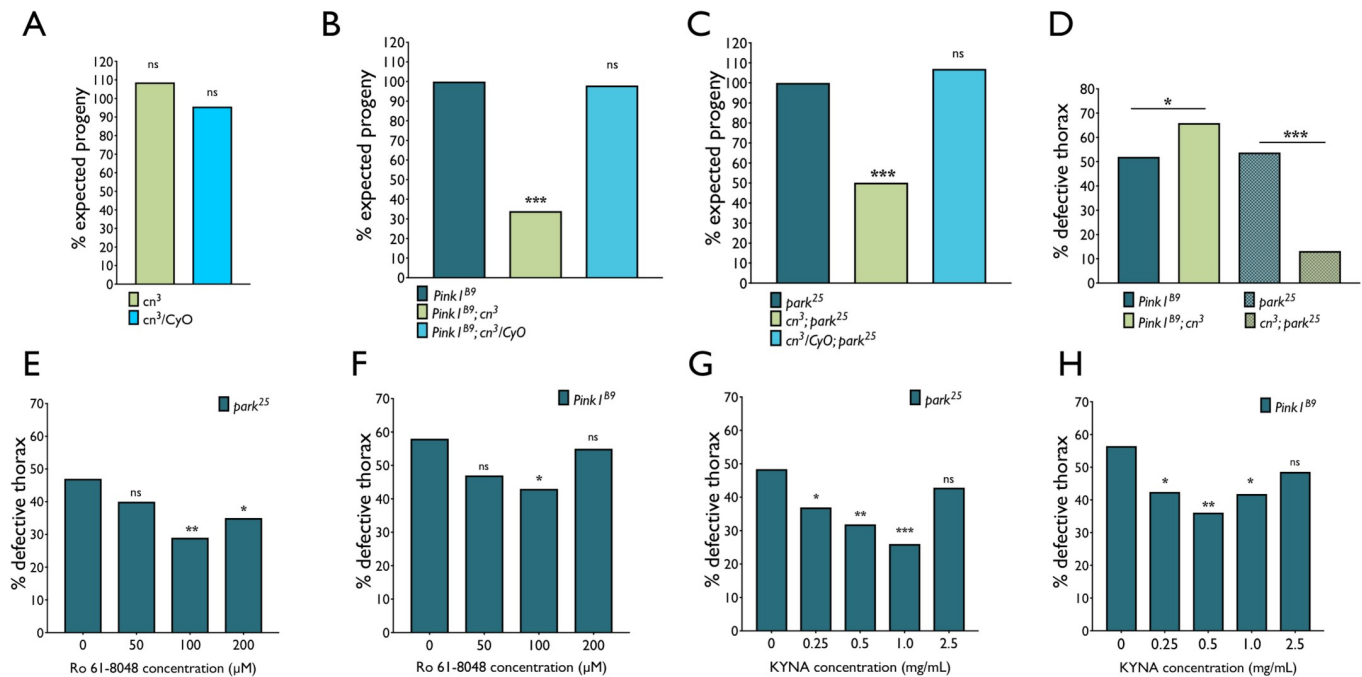 A
% expected progeny
120
110
100
90
80
70
60
50
40
30
20
10
0
ns
ns
cn³
cn³/CyO
B
% expected progeny
120
110
100
90
80
70
60
50
40
30
20
10
0
***
ns
Pink1ᴮ⁹
Pink1ᴮ⁹; cn³
Pink1ᴮ⁹; cn³/CyO
C
% expected progeny
120
110
100
90
80
70
60
50
40
30
20
10
0
***
ns
park²⁵
cn³; park²⁵
cn³/CyO; park²⁵
D
% defective thorax
80
70
60
50
40
30
20
10
0
*
***
Pink1ᴮ⁹
Pink1ᴮ⁹; cn³
park²⁵
cn³; park²⁵
E
% defective thorax
70
60
50
40
30
20
10
0
park²⁵
ns
**
*
0 50 100 200
Ro 61-8048 concentration (µM)
F
% defective thorax
70
60
50
40
30
20
10
0
Pink1ᴮ⁹
ns
*
ns
0 50 100 200
Ro 61-8048 concentration (µM)
G
% defective thorax
70
60
50
40
30
20
10
0
park²⁵
*
**
***
ns
0 0.25 0.5 1.0 2.5
KYNA concentration (mg/mL)
H
% defective thorax
70
60
50
40
30
20
10
0
Pink1ᴮ⁹
*
**
*
ns
0 0.25 0.5 1.0 2.5
KYNA concentration (mg/mL)